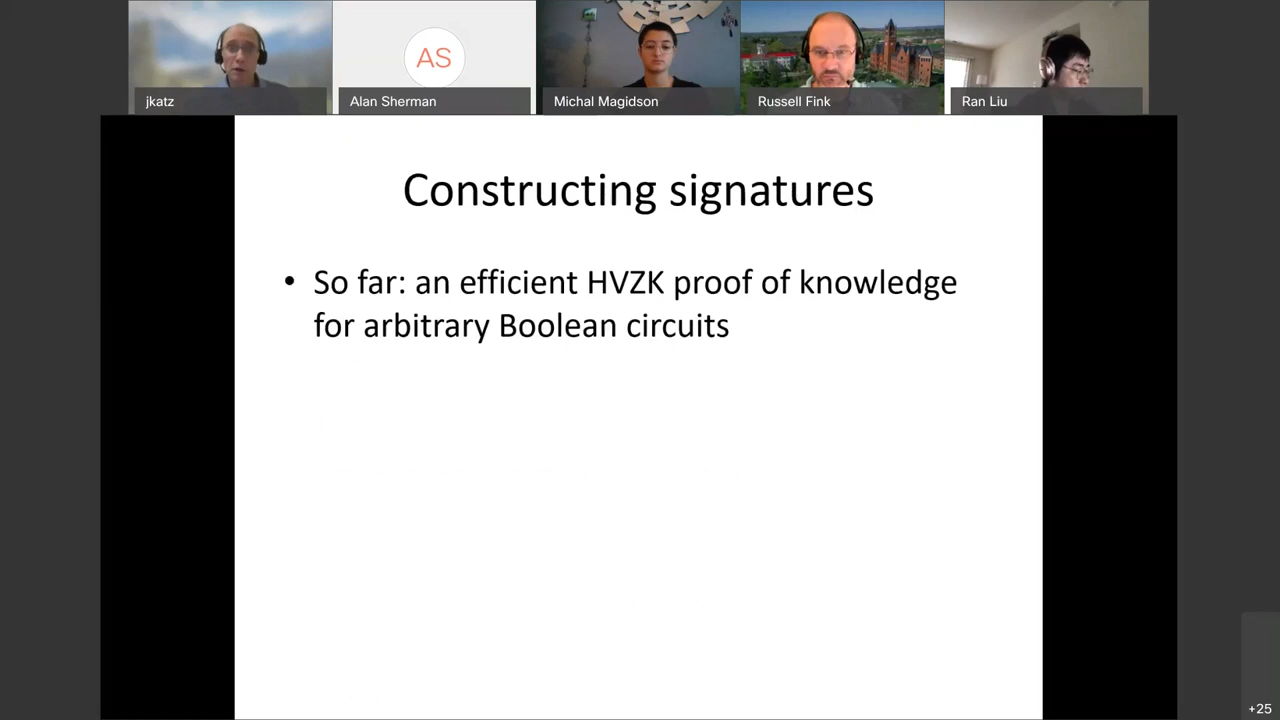 AS
jkatz
Alan Sherman
Michal Magidson
Russell Fink
Ran Liu
Constructing signatures
• So far: an efficient HVZK proof of knowledge
for arbitrary Boolean circuits
+25